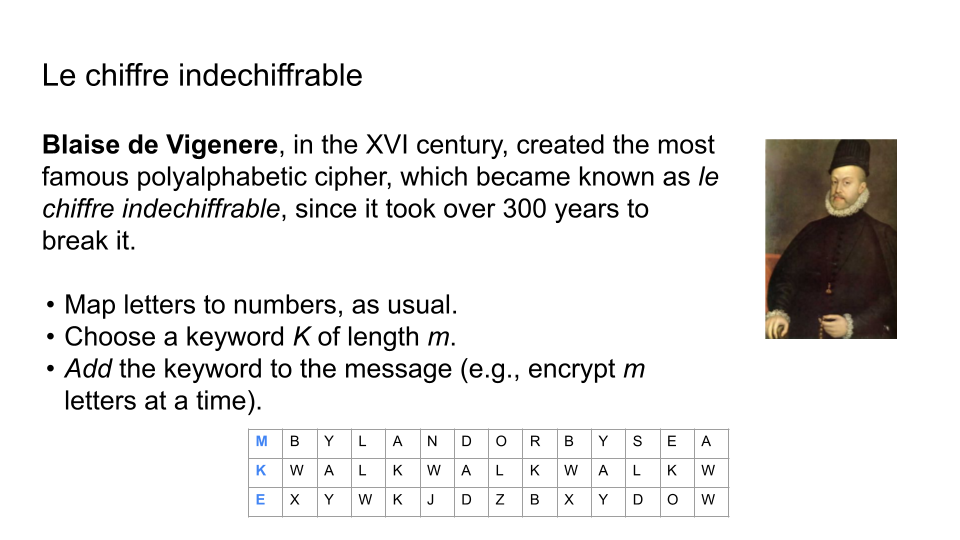 Le chiffre indechiffrable
Blaise de Vigenere, in the XVI century, created the most
famous polyalphabetic cipher, which became known as le
chiffre indechiffrable, since it took over 300 years to
break it.
• Map letters to numbers, as usual.
• Choose a keyword K of length m.
• Add the keyword to the message (e.g., encrypt m
letters at a time).
M B Y L A N D O R B Y S E A
K W A L K W A L K W A L K W
E X Y W K J D Z B X Y D O W